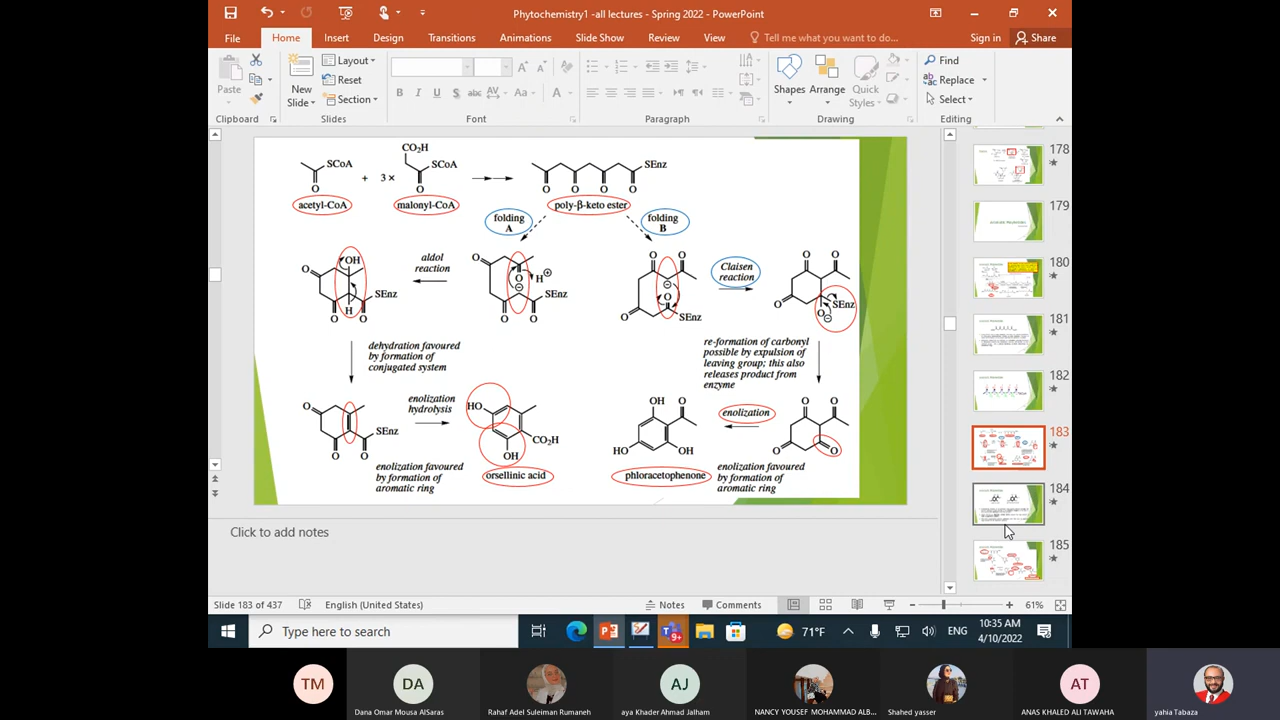 Phytochemistry1 -all lectures - Spring 2022 - PowerPoint
File Home Insert Design Transitions Animations Slide Show Review View Tell me what you want to do... Sign in Share
Paste
New Slide
Layout
Reset
Section
Shapes
Arrange
Quick Styles
Find
Replace
Select
Clipboard Slides Font Paragraph Drawing Editing
SCoA
O
+
3 ×
CO₂H
SCoA
O
SEnz
O O O O
acetyl-CoA
malonyl-CoA
poly-β-keto ester
folding
A
folding
B
OH
O
SEnz
O H O
aldol
reaction
O O H⊕
O⊖
SEnz
O O
O O
⊖
O
O SEnz
Claisen
reaction
O O
O SEnz
O⊖
dehydration favoured
by formation of
conjugated system
re-formation of carbonyl
possible by expulsion of
leaving group; this also
releases product from
enzyme
O
SEnz
O O
enolization
hydrolysis
HO
CO₂H
OH
OH O
HO OH
enolization
O O
O O
enolization favoured
by formation of
aromatic ring
orsellinic acid
phloracetophenone
enolization favoured
by formation of
aromatic ring
178
179
180
181
182
183
184
185
Click to add notes
Slide 183 of 437 English (United States) Notes Comments 61%
Type here to search
9+
71°F
ENG
10:35 AM
4/10/2022
TM
DA
AJ
AT
Dana Omar Mousa AlSaras
Rahaf Adel Suleiman Rumaneh
aya Khader Ahmad Jalham
NANCY YOUSEF MOHAMMAD ALB...
Shahed yasser
ANAS KHALED ALI TAWAHA
yahia Tabaza